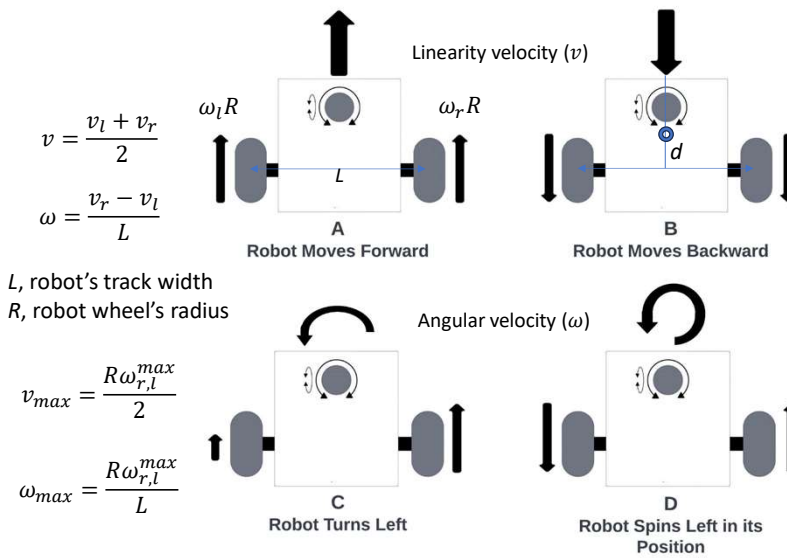 Linearity velocity (v)
ω_l R
ω_r R
v = (v_l + v_r) / 2
L
d
ω = (v_r − v_l) / L
A
Robot Moves Forward
B
Robot Moves Backward
L, robot's track width
R, robot wheel's radius
Angular velocity (ω)
v_max = Rω_{r,l}^{max} / 2
ω_max = Rω_{r,l}^{max} / L
C
Robot Turns Left
D
Robot Spins Left in its
Position